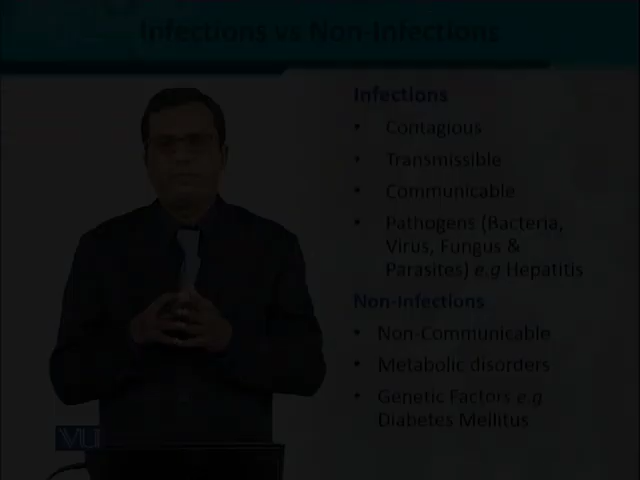 Infections vs Non-Infections
Infections
• Contagious
• Transmissible
• Communicable
• Pathogens (Bacteria,
Virus, Fungus &
Parasites) e.g Hepatitis
Non-Infections
• Non-Communicable
• Metabolic disorders
• Genetic Factors e.g
Diabetes Mellitus
VU